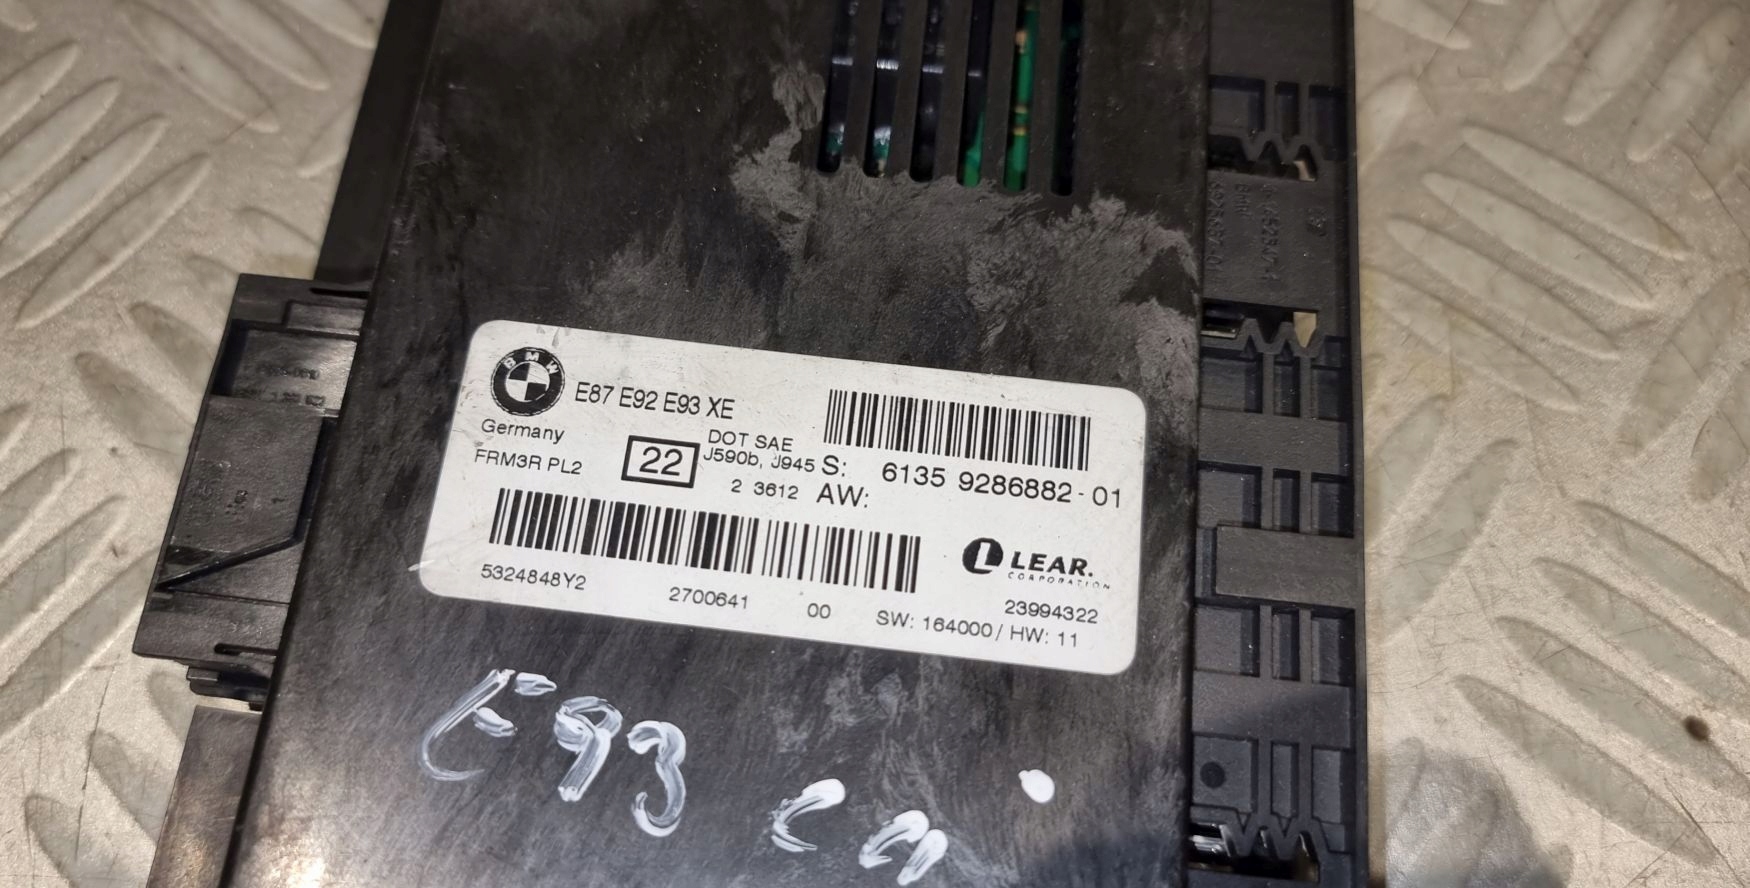 BMW
E87 E92 E93 XE
Germany
FRM3R PL2
22
DOT SAE
J590b, J945
2 3612
S: 6135 9286882-01
AW:
LEAR.
CORPORATION
5324848Y2
2700641
00
23994322
SW: 164000/ HW: 11
E93